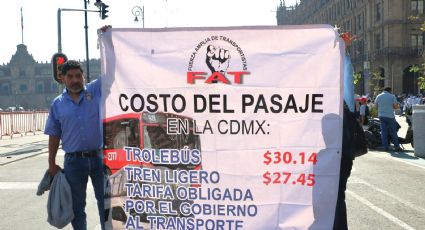 FUERZA AMPLIA DE TRANSPORTISTAS
FAT
COSTO DEL PASAJE
EN LA CDMX:
TROLEBÚS $30.14
TREN LIGERO $27.45
TARIFA OBLIGADA
POR EL GOBIERNO
AL TRANSPORTE